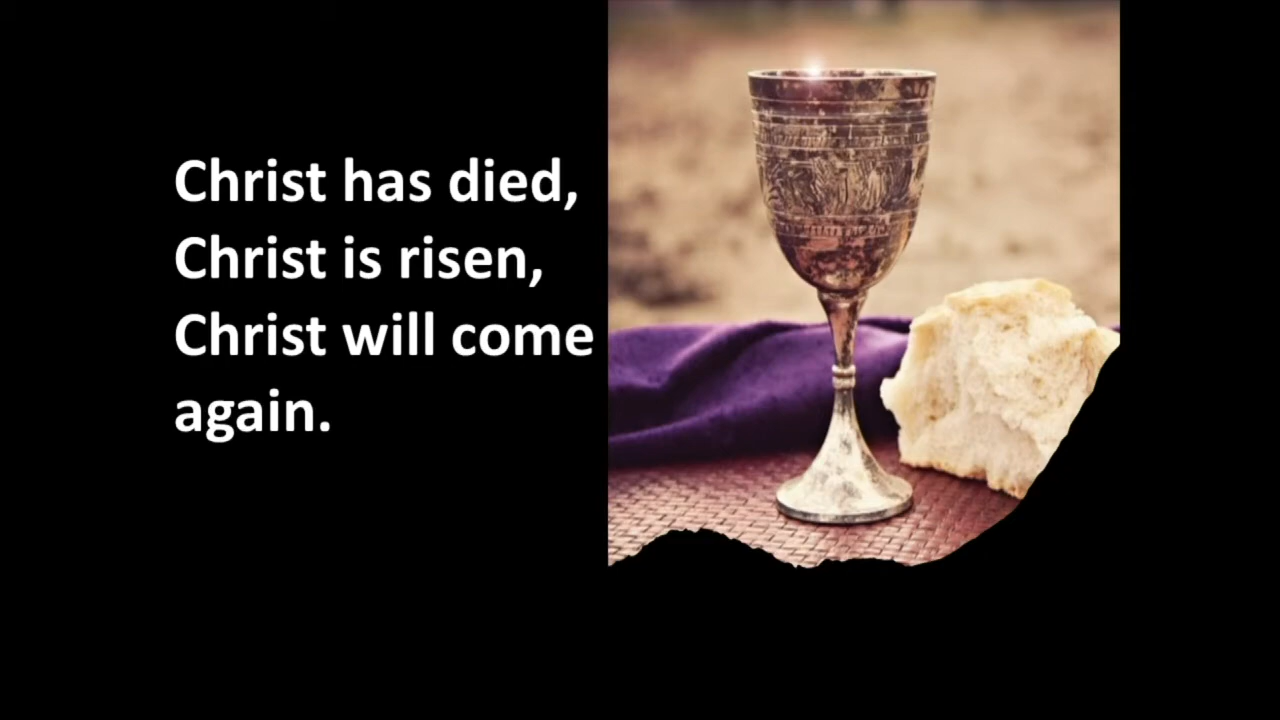 Christ has died,
Christ is risen,
Christ will come
again.